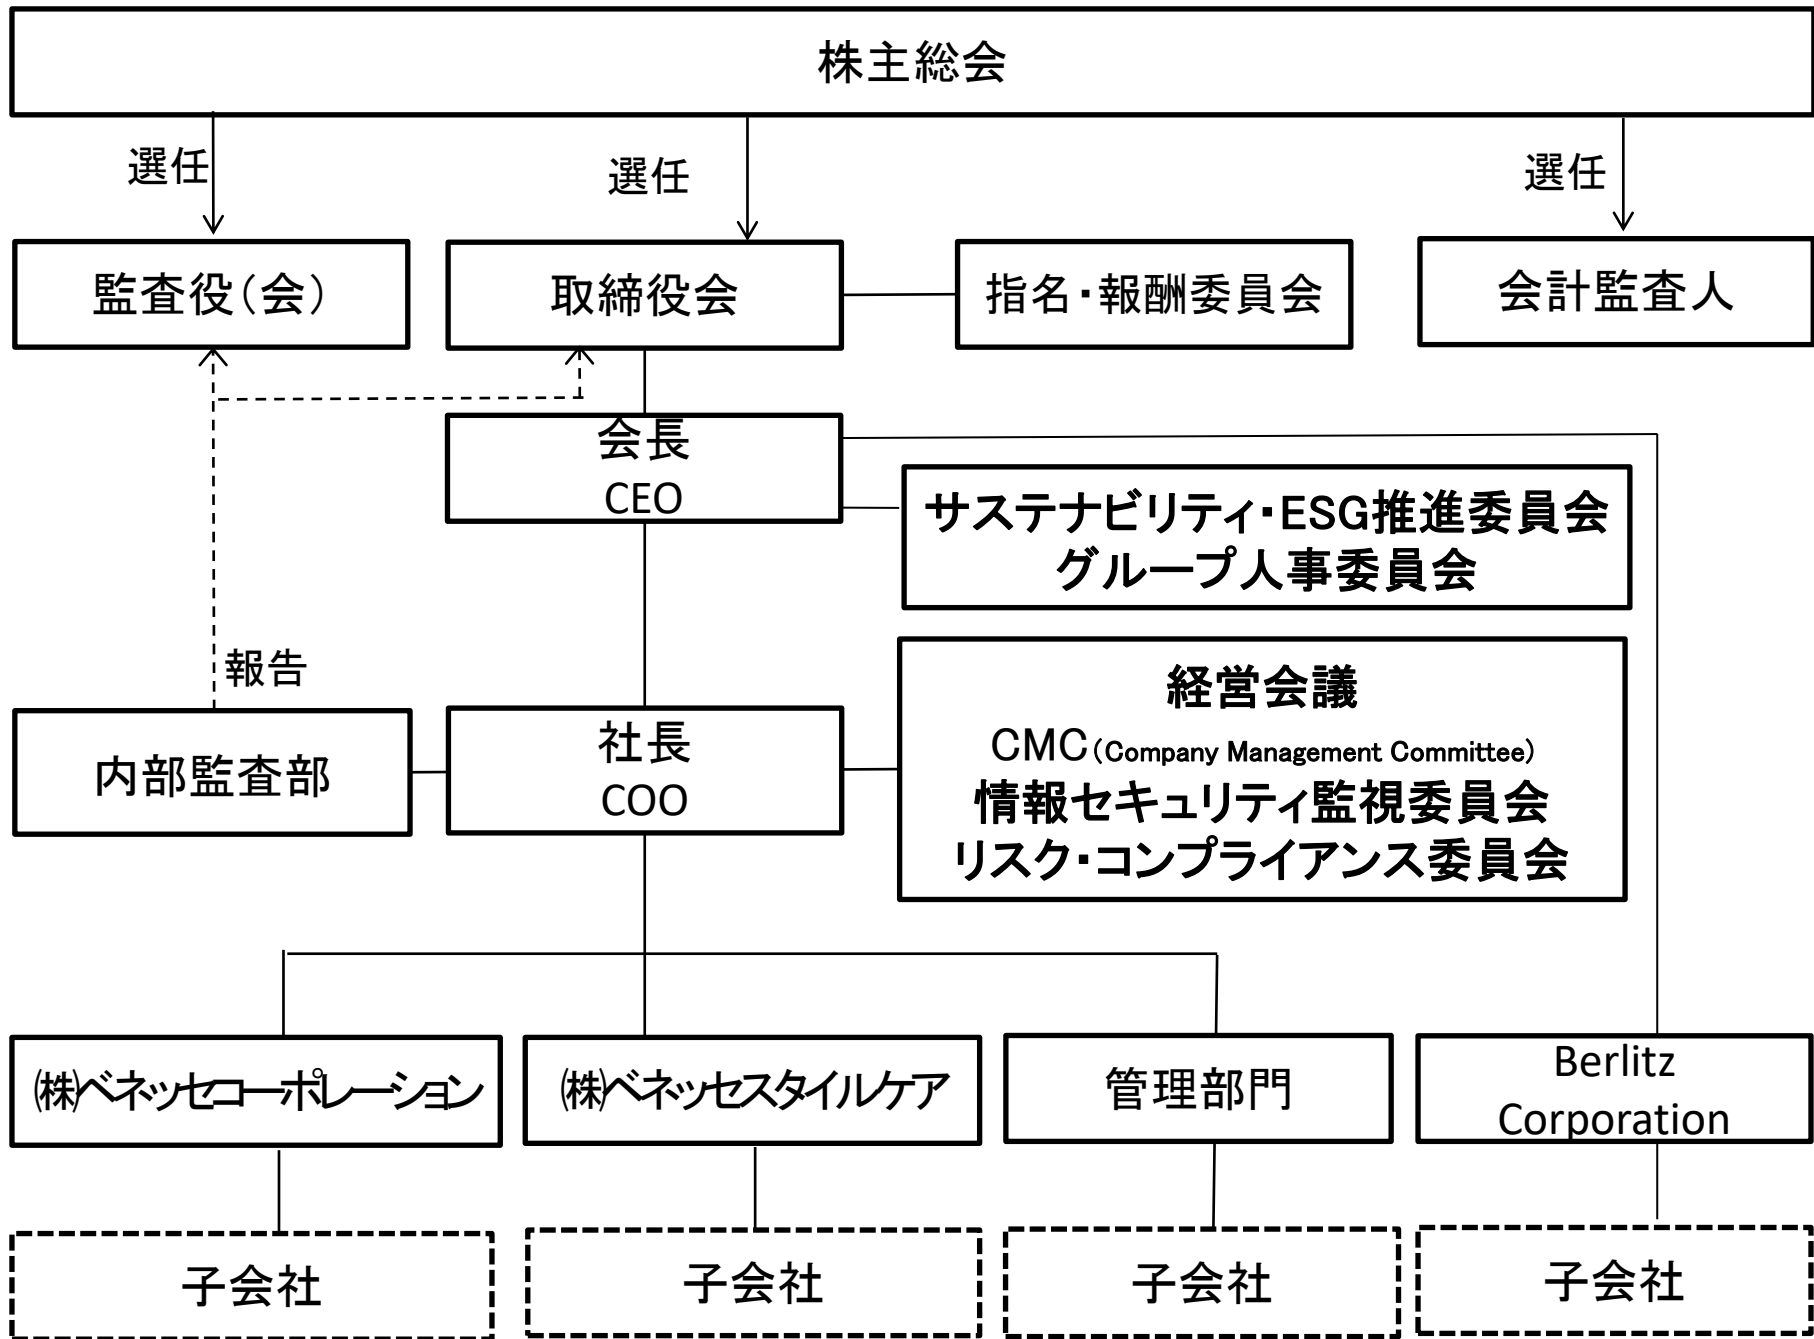 株主総会
選任
選任
選任
監査役(会)
取締役会
指名・報酬委員会
会計監査人
会長
CEO
サステナビリティ・ESG推進委員会
グループ人事委員会
報告
経営会議
CMC(Company Management Committee)
情報セキュリティ監視委員会
リスク・コンプライアンス委員会
内部監査部
社長
COO
㈱ベネッセコーポレーション
㈱ベネッセスタイルケア
管理部門
Berlitz
Corporation
子会社
子会社
子会社
子会社